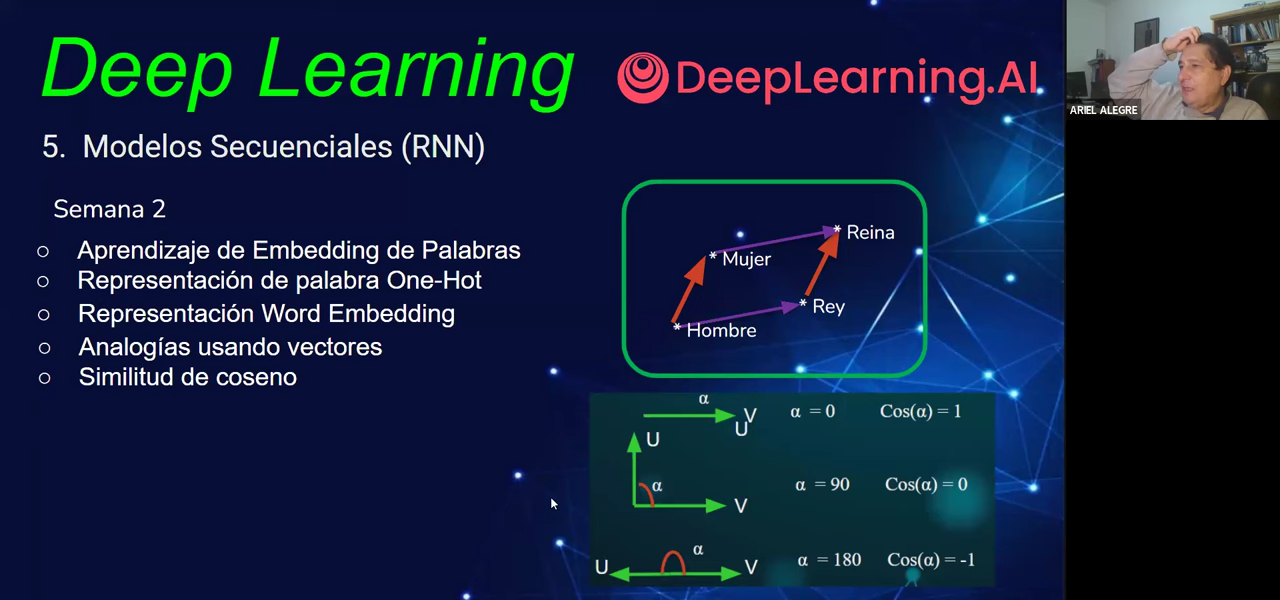 Deep Learning
DeepLearning.AI
ARIEL ALEGRE
5. Modelos Secuenciales (RNN)
Semana 2
Aprendizaje de Embedding de Palabras
Representación de palabra One-Hot
Representación Word Embedding
Analogías usando vectores
Similitud de coseno
* Reina
* Mujer
* Rey
* Hombre
α
V
U
α = 0 Cos(α) = 1
U
α
V
α = 90 Cos(α) = 0
α
U
V
α = 180 Cos(α) = -1